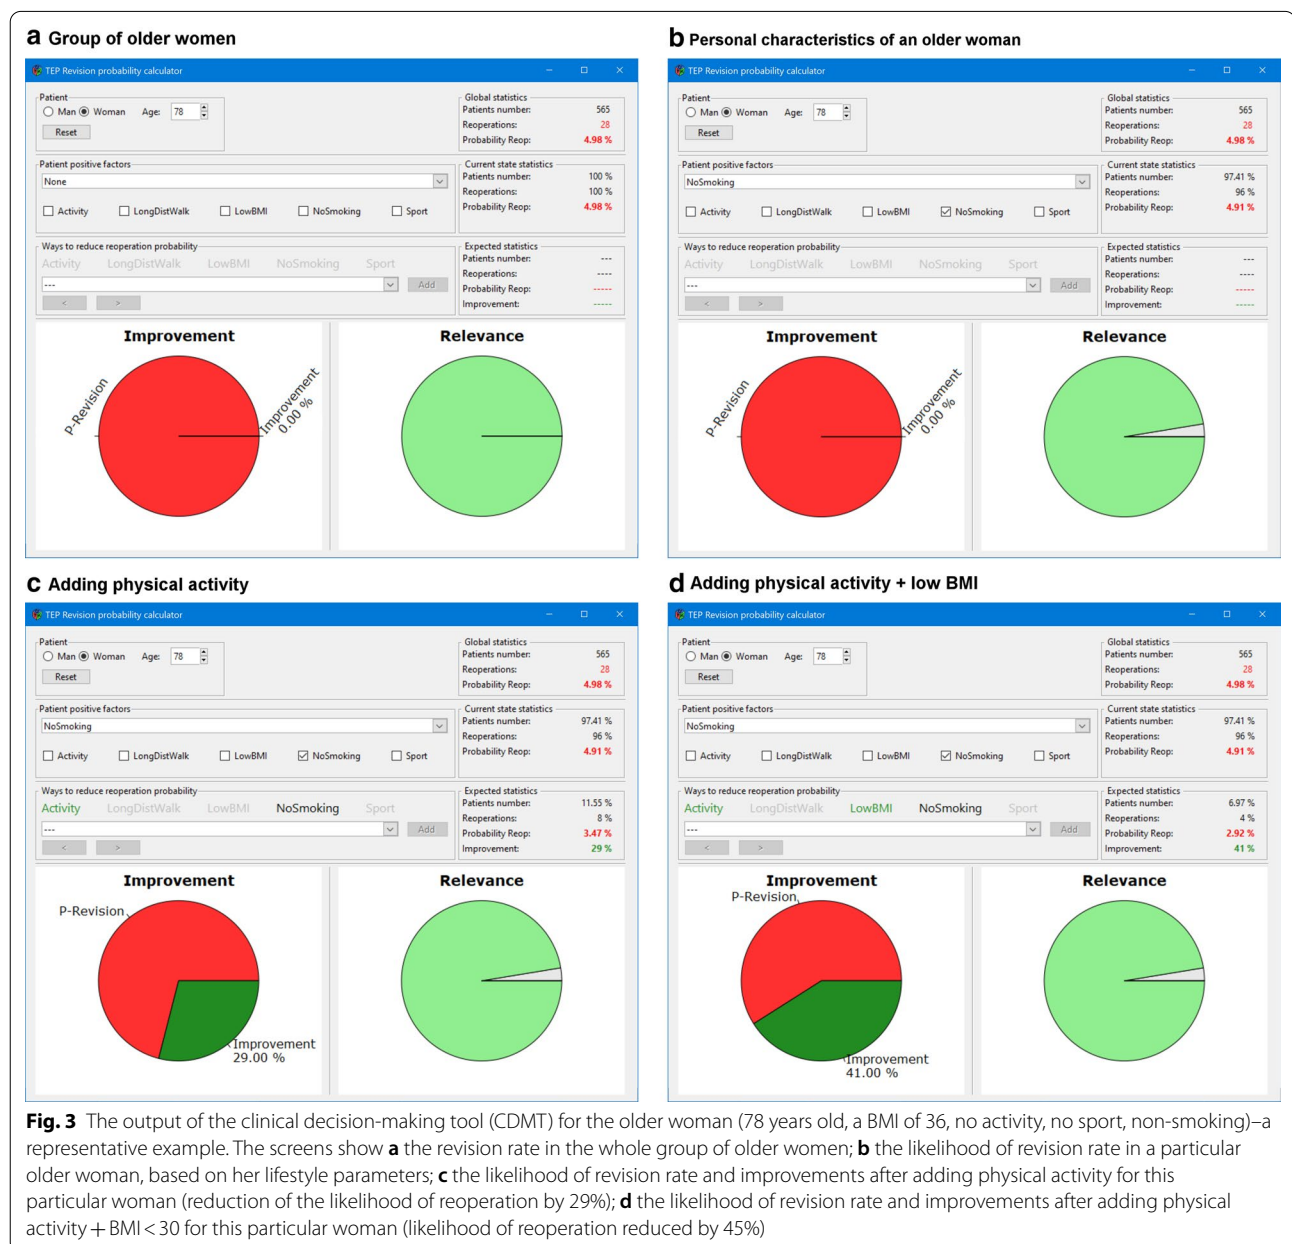 a Group of older women
TEP Revision probability calculator
Patient
Man Woman Age: 78
Reset
Global statistics
Patients number: 565
Reoperations: 28
Probability Reop: 4.98 %
Patient positive factors
None
Activity LongDistWalk LowBMI NoSmoking Sport
Current state statistics
Patients number: 100 %
Reoperations: 100 %
Probability Reop: 4.98 %
Ways to reduce reoperation probability
Activity LongDistWalk LowBMI NoSmoking Sport
--- Add
< >
Expected statistics
Patients number: ---
Reoperations: ----
Probability Reop: -----
Improvement: -----
Improvement
P-Revision
Improvement
0.00 %
Relevance
b Personal characteristics of an older woman
TEP Revision probability calculator
Patient
Man Woman Age: 78
Reset
Global statistics
Patients number: 565
Reoperations: 28
Probability Reop: 4.98 %
Patient positive factors
NoSmoking
Activity LongDistWalk LowBMI NoSmoking Sport
Current state statistics
Patients number: 97.41 %
Reoperations: 96 %
Probability Reop: 4.91 %
Ways to reduce reoperation probability
Activity LongDistWalk LowBMI NoSmoking Sport
--- Add
< >
Expected statistics
Patients number: ---
Reoperations: ----
Probability Reop: -----
Improvement: -----
Improvement
P-Revision
Improvement
0.00 %
Relevance
c Adding physical activity
TEP Revision probability calculator
Patient
Man Woman Age: 78
Reset
Global statistics
Patients number: 565
Reoperations: 28
Probability Reop: 4.98 %
Patient positive factors
NoSmoking
Activity LongDistWalk LowBMI NoSmoking Sport
Current state statistics
Patients number: 97.41 %
Reoperations: 96 %
Probability Reop: 4.91 %
Ways to reduce reoperation probability
Activity LongDistWalk LowBMI NoSmoking Sport
--- Add
< >
Expected statistics
Patients number: 11.55 %
Reoperations: 8 %
Probability Reop: 3.47 %
Improvement: 29 %
Improvement
P-Revision
Improvement
29.00 %
Relevance
d Adding physical activity + low BMI
TEP Revision probability calculator
Patient
Man Woman Age: 78
Reset
Global statistics
Patients number: 565
Reoperations: 28
Probability Reop: 4.98 %
Patient positive factors
NoSmoking
Activity LongDistWalk LowBMI NoSmoking Sport
Current state statistics
Patients number: 97.41 %
Reoperations: 96 %
Probability Reop: 4.91 %
Ways to reduce reoperation probability
Activity LongDistWalk LowBMI NoSmoking Sport
--- Add
< >
Expected statistics
Patients number: 6.97 %
Reoperations: 4 %
Probability Reop: 2.92 %
Improvement: 41 %
Improvement
P-Revision
Improvement
41.00 %
Relevance
Fig. 3 The output of the clinical decision-making tool (CDMT) for the older woman (78 years old, a BMI of 36, no activity, no sport, non-smoking)–a
representative example. The screens show a the revision rate in the whole group of older women; b the likelihood of revision rate in a particular
older woman, based on her lifestyle parameters; c the likelihood of revision rate and improvements after adding physical activity for this
particular woman (reduction of the likelihood of reoperation by 29%); d the likelihood of revision rate and improvements after adding physical
activity + BMI < 30 for this particular woman (likelihood of reoperation reduced by 45%)